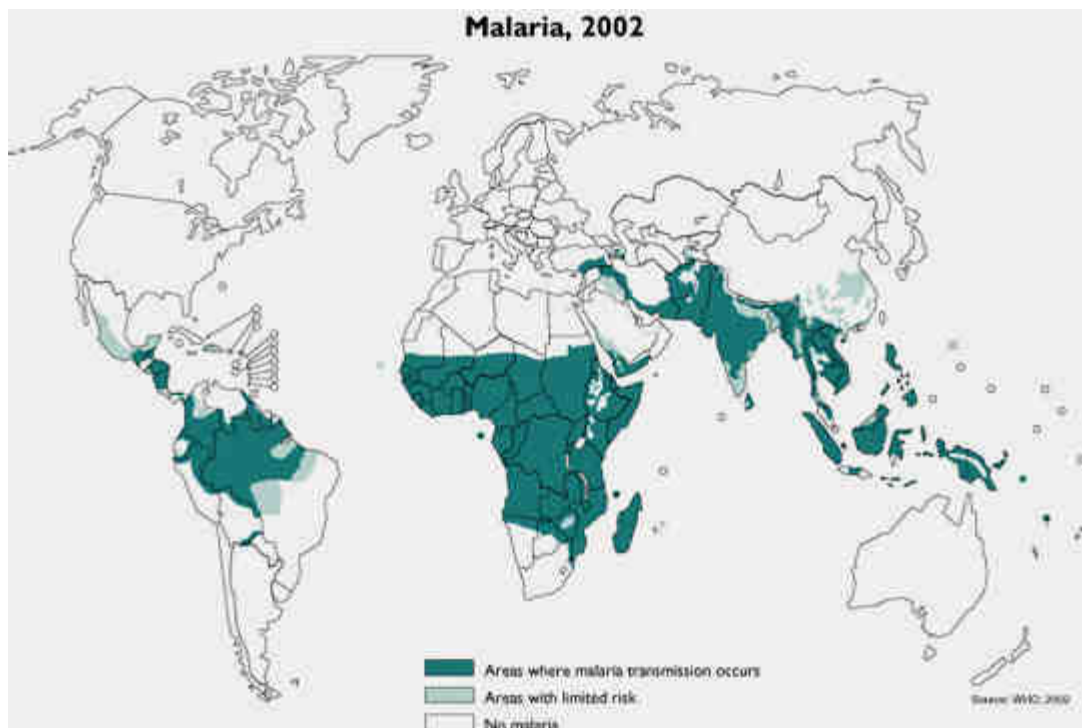 Malaria, 2002
Areas where malaria transmission occurs
Areas with limited risk
No malaria
Source: WHO, 2002